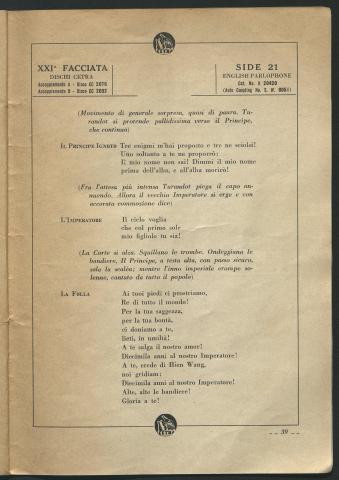 XXIª FACCIATA
DISCHI CETRA
Accoppiamento A - Disco CC 2076
Accoppiamento B - Disco CC 2092
SIDE 21
ENGLISH PARLOPHONE
Cat. No. R 20420
(Auto Coupling No. S. W. 8051)
(Movimento di generale sorpresa, quasi di paura. Tu-
randot si protende pallidissima verso il Principe,
che continua)
IL PRINCIPE IGNOTO Tre enigmi m'hai proposto e tre ne sciolsi!
Uno soltanto a te ne proporrò:
Il mio nome non sai! Dimmi il mio nome
prima dell'alba, e all'alba morirò!
(Fra l'attesa più intensa Turandot piega il capo an-
nuendo. Allora il vecchio Imperatore si erge e con
accorata commozione dice)
L'IMPERATORE Il cielo voglia
che col primo sole
mio figliolo tu sia!
(La Corte si alza. Squillano le trombe. Ondeggiano le
bandiere. Il Principe, a testa alta, con passo sicuro,
sale la scalèa; mentre l'inno imperiale erompe so-
lenne, cantato da tutto il popolo)
LA FOLLA Ai tuoi piedi ci prostriamo,
Re di tutto il mondo!
Per la tua saggezza,
per la tua bontà,
ci doniamo a te,
lieti, in umiltà!
A te salga il nostro amor!
Diecimila anni al nostro Imperatore!
A te, erede di Hien Wang,
noi gridiam:
Diecimila anni al nostro Imperatore!
Alte, alte le bandiere!
Gloria a te!
-- 39 --